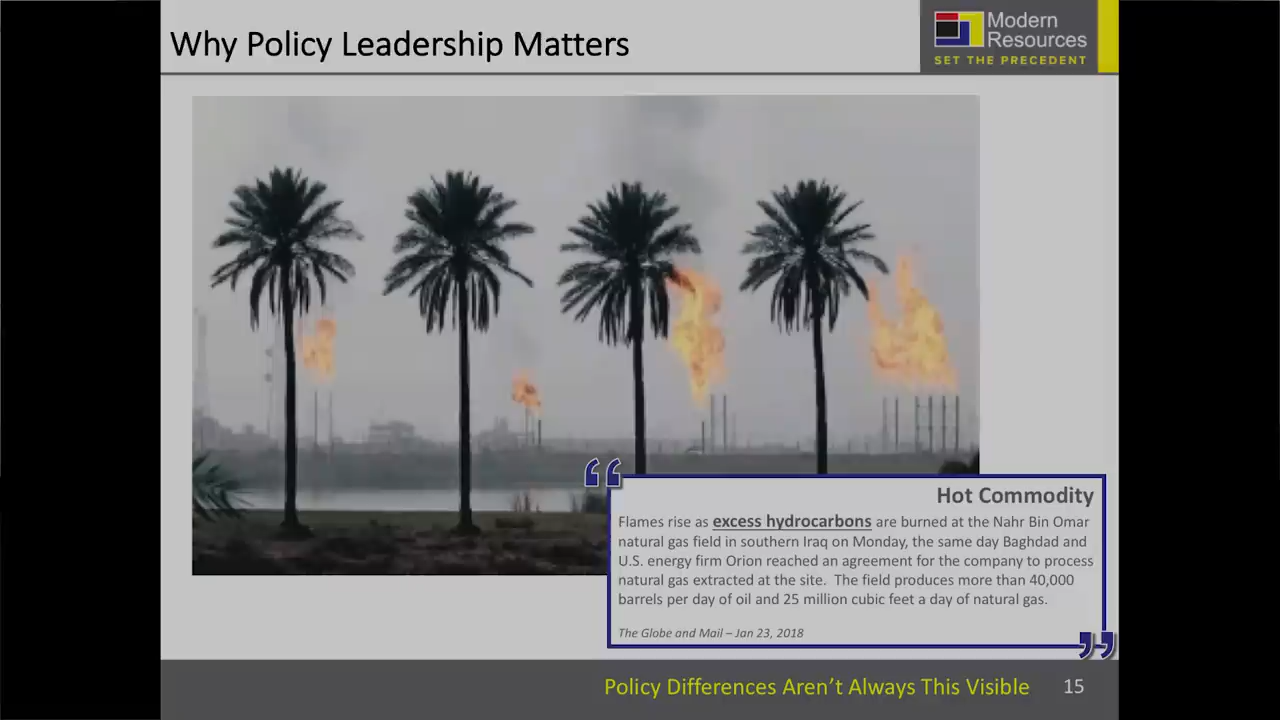 Why Policy Leadership Matters
Modern
Resources
SET THE PRECEDENT
Hot Commodity
Flames rise as excess hydrocarbons are burned at the Nahr Bin Omar
natural gas field in southern Iraq on Monday, the same day Baghdad and
U.S. energy firm Orion reached an agreement for the company to process
natural gas extracted at the site.  The field produces more than 40,000
barrels per day of oil and 25 million cubic feet a day of natural gas.
The Globe and Mail – Jan 23, 2018
Policy Differences Aren’t Always This Visible
15